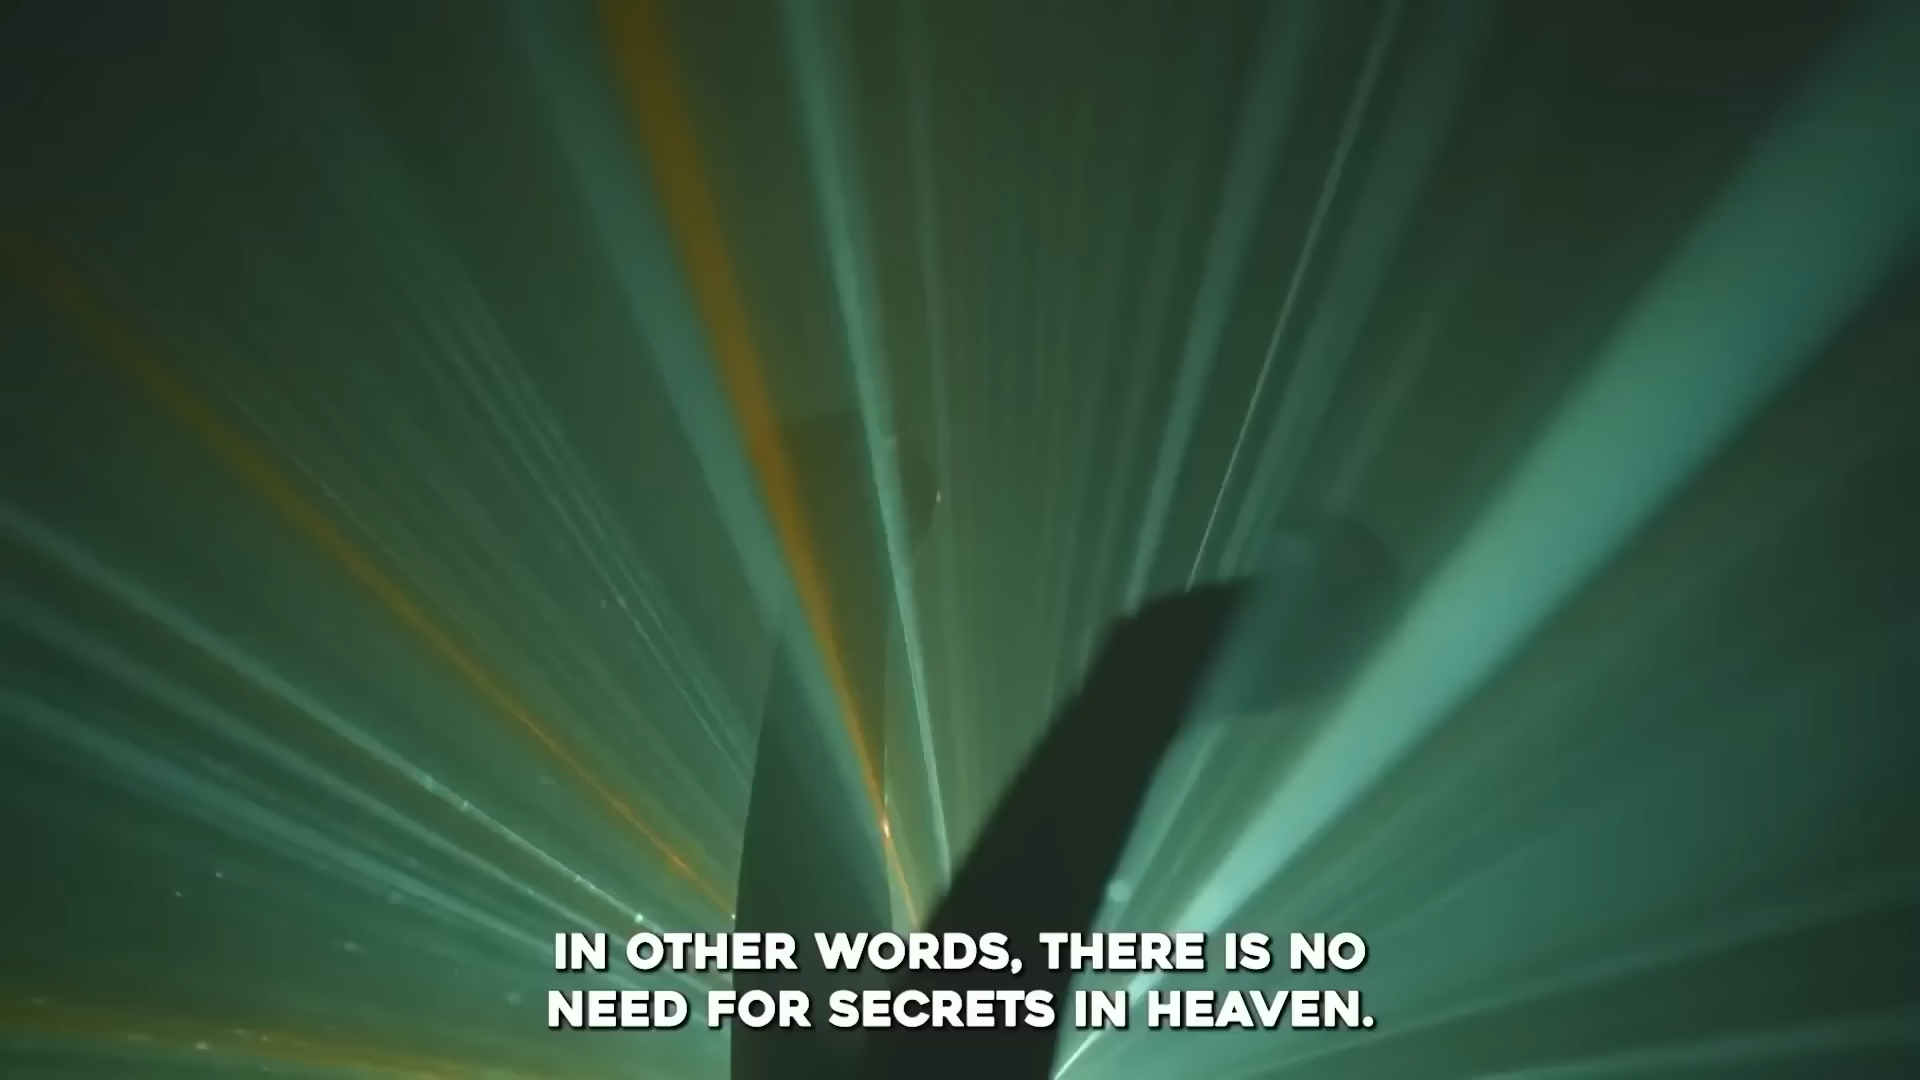 IN OTHER WORDS, THERE IS NO
NEED FOR SECRETS IN HEAVEN.